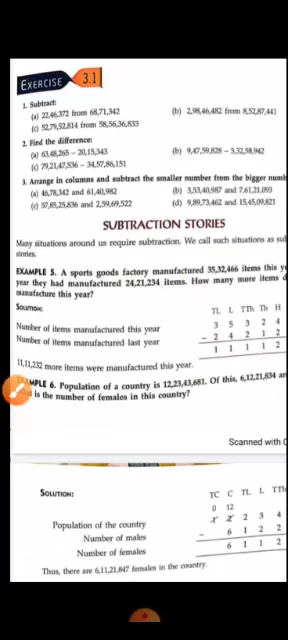 EXERCISE 3.1
1. Subtract:
(a) 22,46,372 from 68,71,342 (b) 2,98,46,482 from 8,52,87,441
(c) 52,79,52,814 from 58,56,36,833
2. Find the difference:
(a) 63,48,265 – 20,15,343 (b) 9,47,59,828 – 5,32,58,942
(c) 79,21,47,536 – 34,57,86,151
3. Arrange in columns and subtract the smaller number from the bigger numb
(a) 46,78,342 and 61,40,982 (b) 3,53,40,987 and 7,61,21,093
(c) 57,85,25,836 and 2,59,69,522 (d) 9,89,73,462 and 15,45,09,821
SUBTRACTION STORIES
Many situations around us require subtraction. We call such situations as sub
stories.
EXAMPLE 5. A sports goods factory manufactured 35,32,466 items this ye
year they had manufactured 24,21,234 items. How many more items d
manufacture this year?
SOLUTION:
TL L TTh Th H
Number of items manufactured this year 3 5 3 2 4
Number of items manufactured last year – 2 4 2 1 2
1 1 1 1 2
11,11,232 more items were manufactured this year.
MPLE 6. Population of a country is 12,23,43,681. Of this, 6,12,21,834 ar
is the number of females in this country?
Scanned with C
SOLUTION:
TC C TL L TTh
0 12
Population of the country 1 2 2 3 4
Number of males – 6 1 2 2
Number of females 6 1 1 2
Thus, there are 6,11,21,847 females in the country.